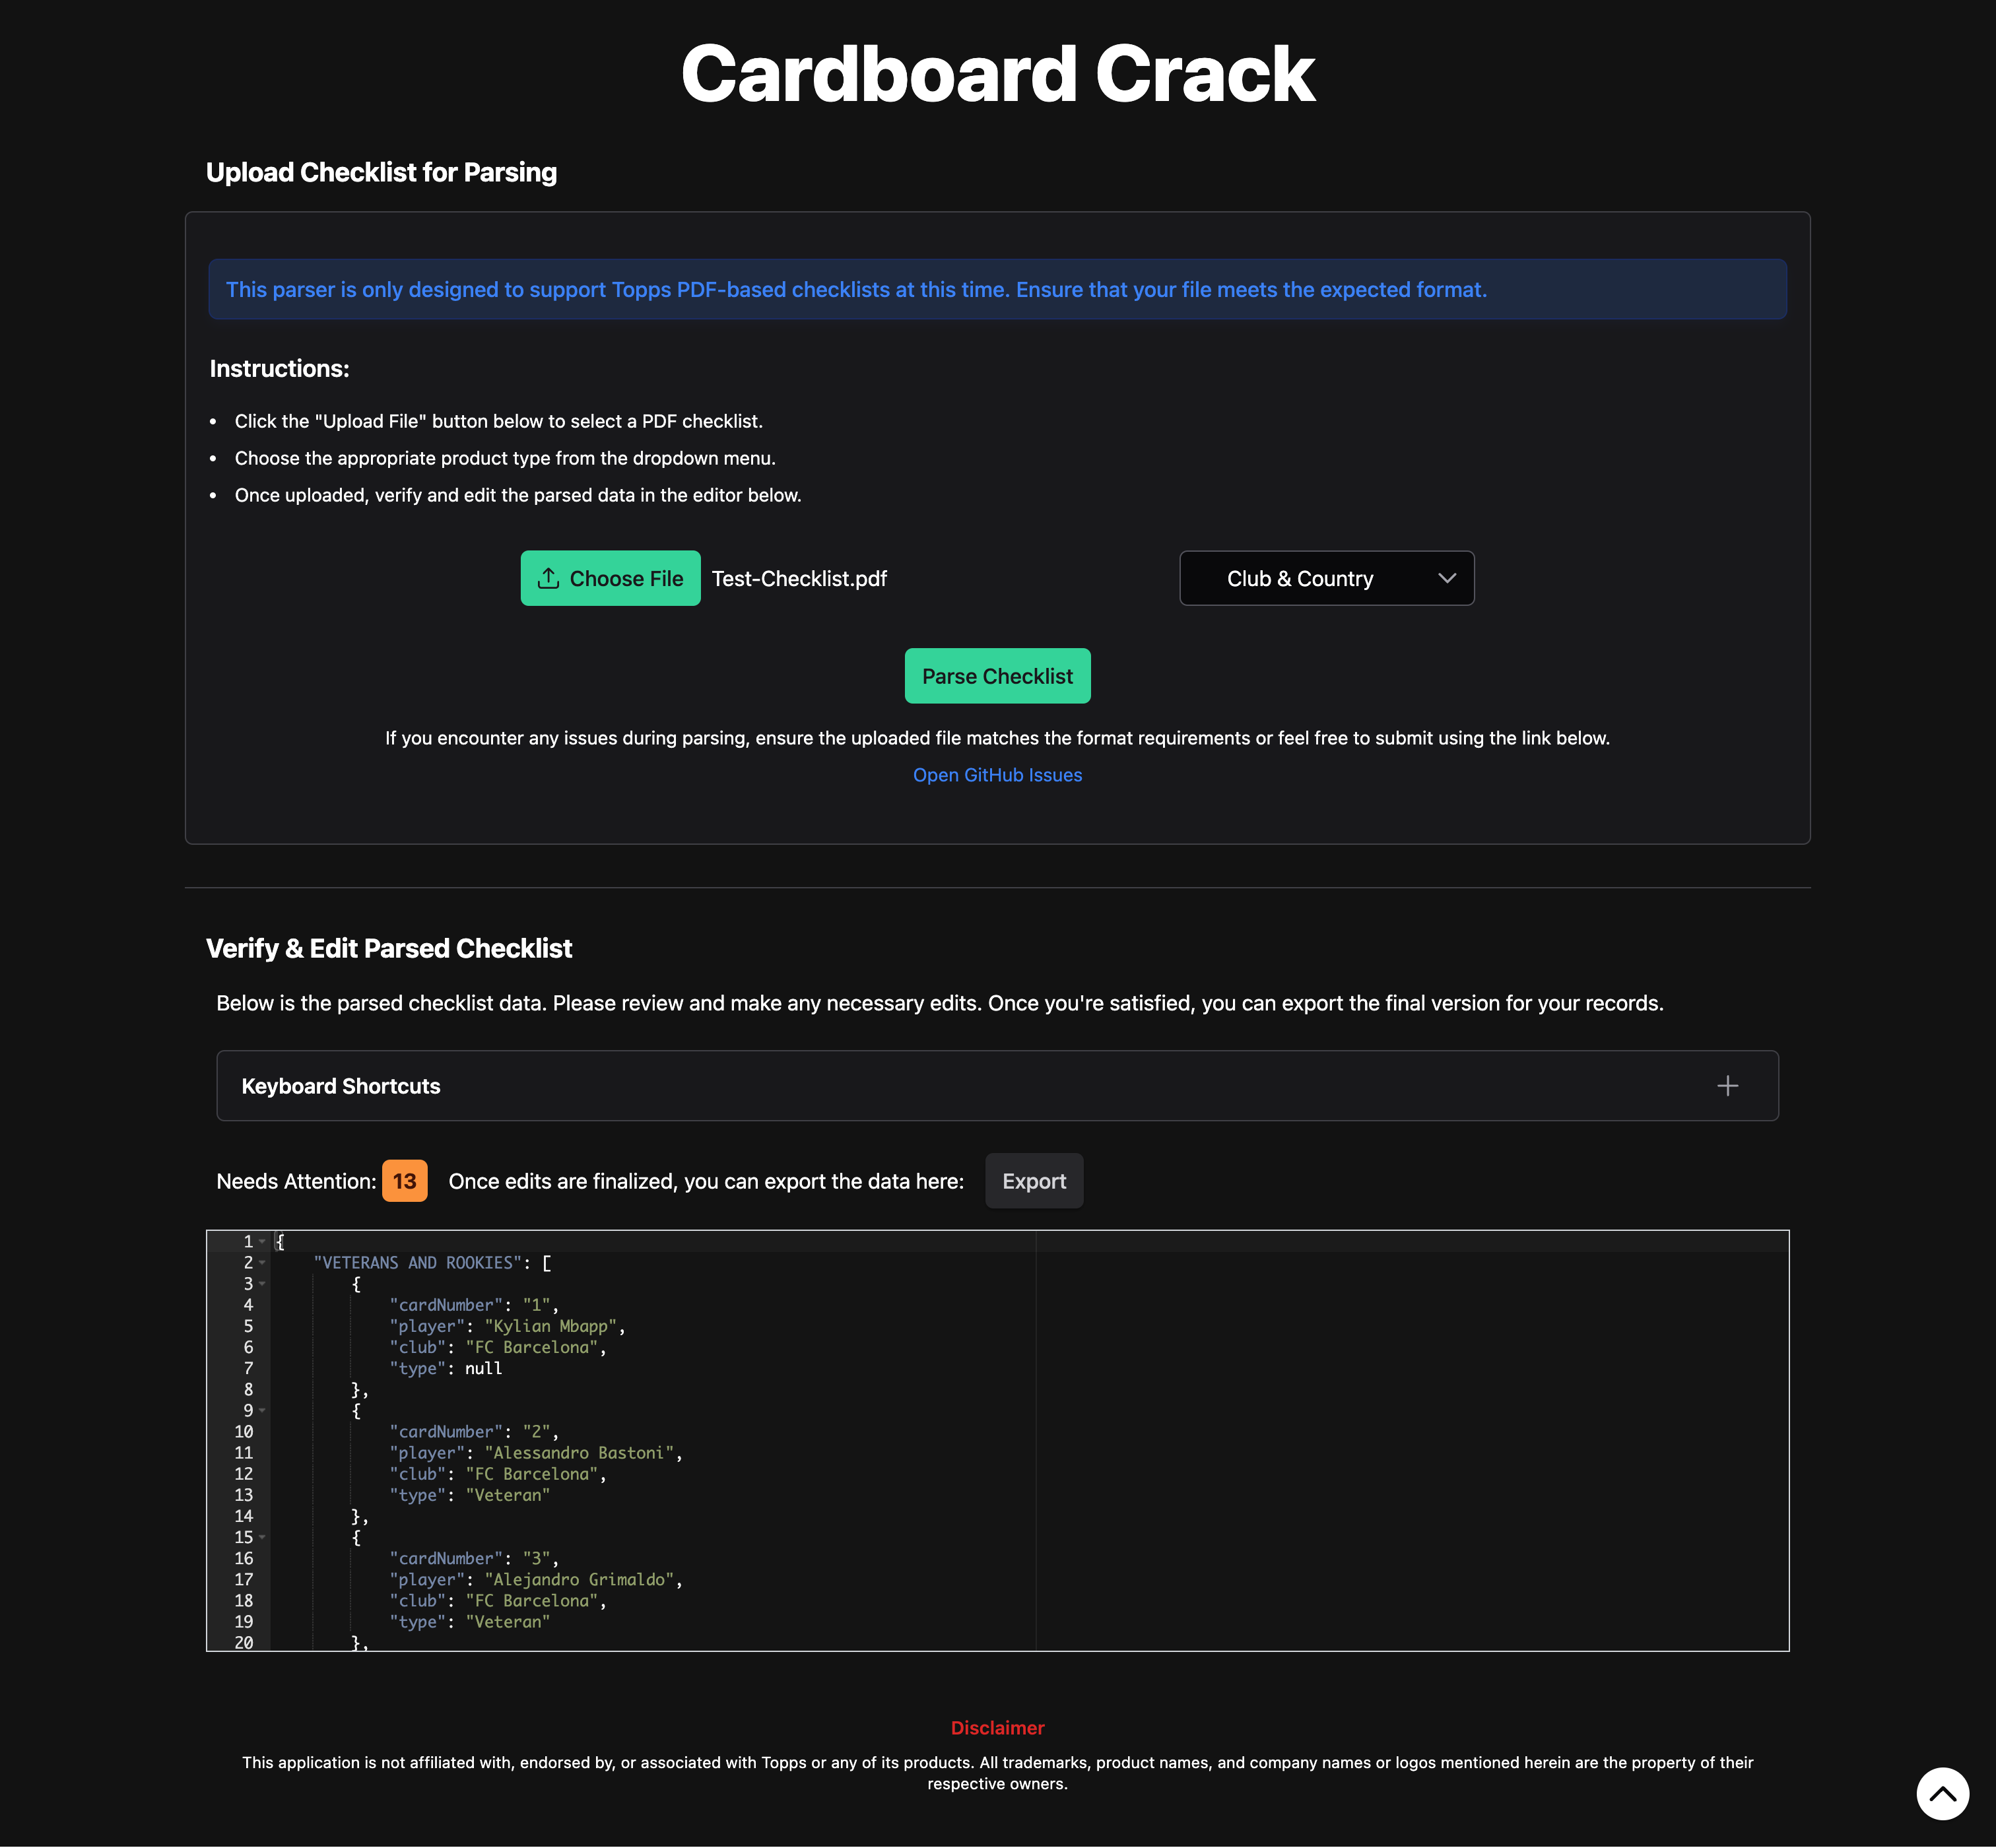 Cardboard Crack
Upload Checklist for Parsing
This parser is only designed to support Topps PDF-based checklists at this time. Ensure that your file meets the expected format.
Instructions:
• Click the "Upload File" button below to select a PDF checklist.
• Choose the appropriate product type from the dropdown menu.
• Once uploaded, verify and edit the parsed data in the editor below.
Choose File Test-Checklist.pdf Club & Country
Parse Checklist
If you encounter any issues during parsing, ensure the uploaded file matches the format requirements or feel free to submit using the link below.
Open GitHub Issues
Verify & Edit Parsed Checklist
Below is the parsed checklist data. Please review and make any necessary edits. Once you're satisfied, you can export the final version for your records.
Keyboard Shortcuts
Needs Attention: 13 Once edits are finalized, you can export the data here: Export
1 {
2 "VETERANS AND ROOKIES": [
3 {
4 "cardNumber": "1",
5 "player": "Kylian Mbapp",
6 "club": "FC Barcelona",
7 "type": null
8 },
9 {
10 "cardNumber": "2",
11 "player": "Alessandro Bastoni",
12 "club": "FC Barcelona",
13 "type": "Veteran"
14 },
15 {
16 "cardNumber": "3",
17 "player": "Alejandro Grimaldo",
18 "club": "FC Barcelona",
19 "type": "Veteran"
20 },
Disclaimer
This application is not affiliated with, endorsed by, or associated with Topps or any of its products. All trademarks, product names, and company names or logos mentioned herein are the property of their
respective owners.